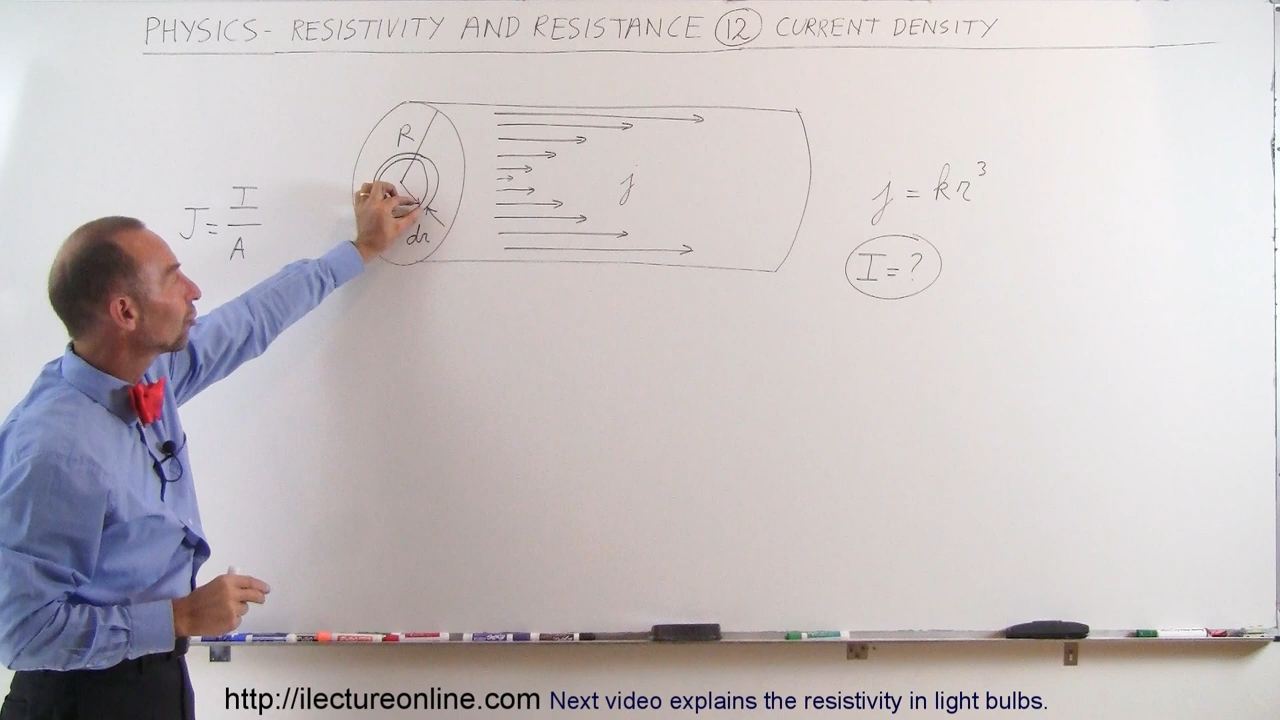 PHYSICS - RESISTIVITY AND RESISTANCE 12 CURRENT DENSITY
R
j
j = kr³
J = I/A
dr
I = ?
http://ilectureonline.com Next video explains the resistivity in light bulbs.